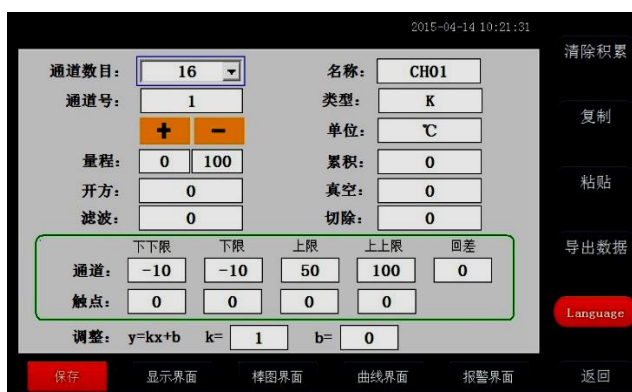 2015-04-14 10:21:31
通道数目: 16 名称: CH01 清除积累
通道号: 1 类型: K
+ - 单位: ℃ 复制
量程: 0 100 累积: 0
开方: 0 真空: 0 粘贴
滤波: 0 切除: 0
下下限 下限 上限 上上限 回差 导出数据
通道: -10 -10 50 100 0
触点: 0 0 0 0 Language
调整: y=kx+b k= 1 b= 0
保存 显示界面 棒图界面 曲线界面 报警界面 返回